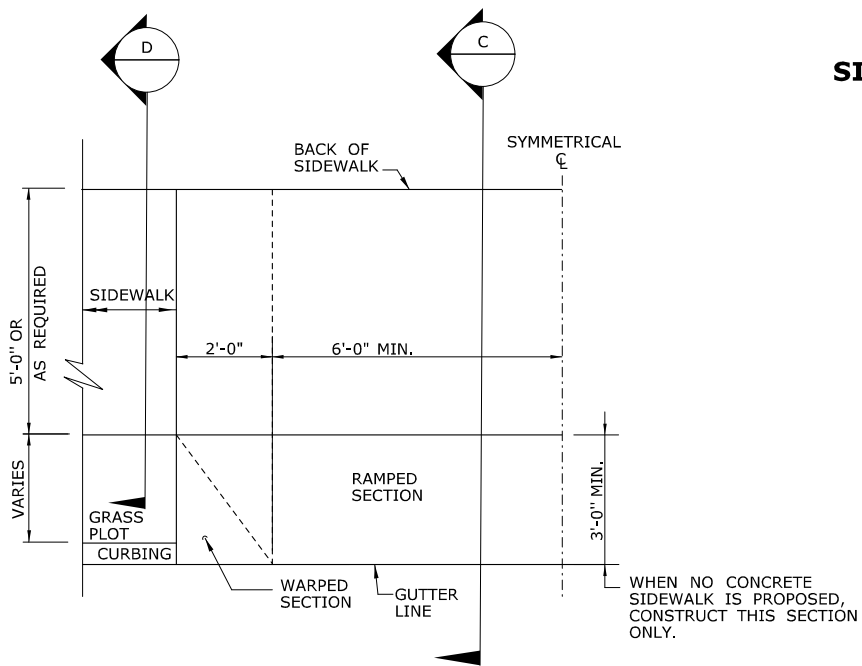 D
C
SI
SYMMETRICAL
℄
BACK OF
SIDEWALK
5'-0" OR
AS REQUIRED
SIDEWALK
2'-0"
6'-0" MIN.
VARIES
RAMPED
SECTION
3'-0" MIN.
GRASS
PLOT
CURBING
WARPED
SECTION
GUTTER
LINE
WHEN NO CONCRETE
SIDEWALK IS PROPOSED,
CONSTRUCT THIS SECTION
ONLY.